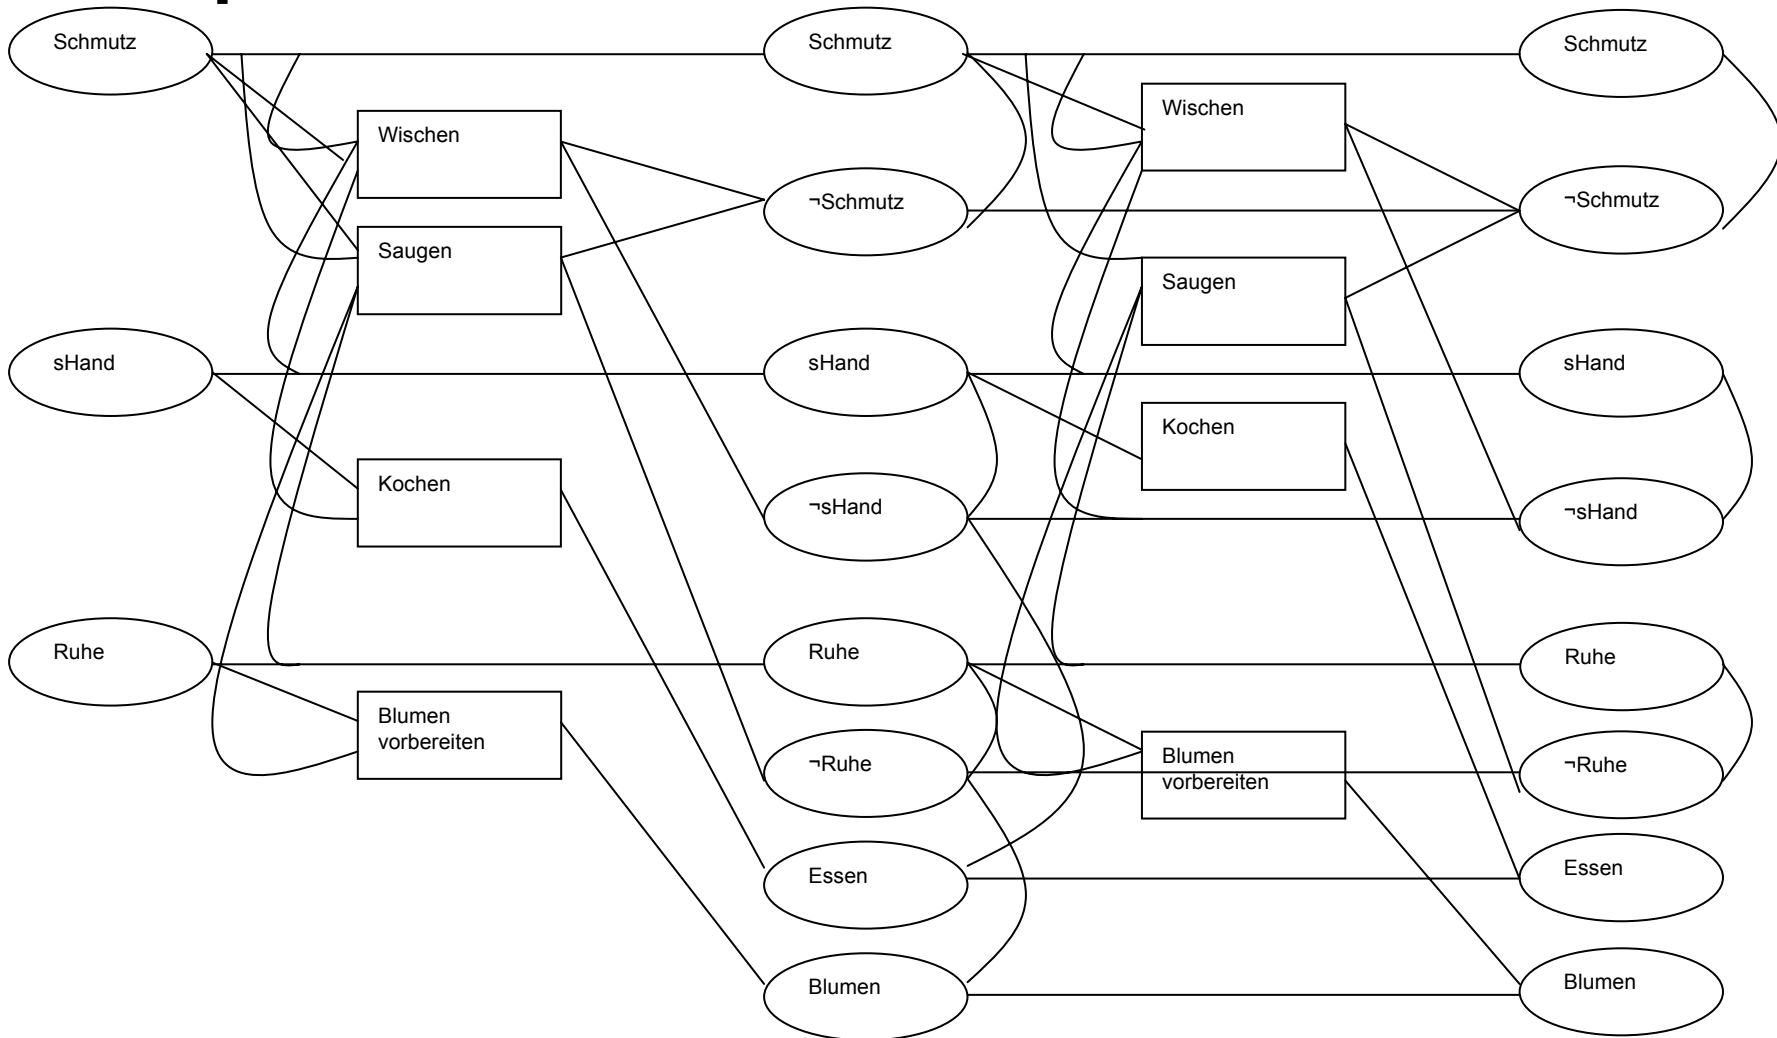 Schmutz
Wischen
Saugen
sHand
Kochen
Ruhe
Blumen
vorbereiten
Schmutz
¬Schmutz
sHand
¬sHand
Ruhe
¬Ruhe
Essen
Blumen
Wischen
Saugen
Kochen
Blumen
vorbereiten
Schmutz
¬Schmutz
sHand
¬sHand
Ruhe
¬Ruhe
Essen
Blumen